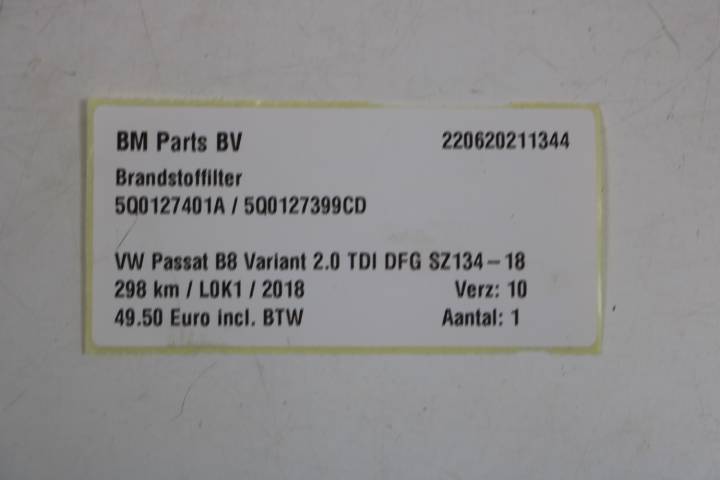 BM Parts BV 220620211344
Brandstoffilter
5Q0127401A / 5Q0127399CD
VW Passat B8 Variant 2.0 TDI DFG SZ134-18
298 km / L0K1 / 2018 Verz: 10
49.50 Euro incl. BTW Aantal: 1